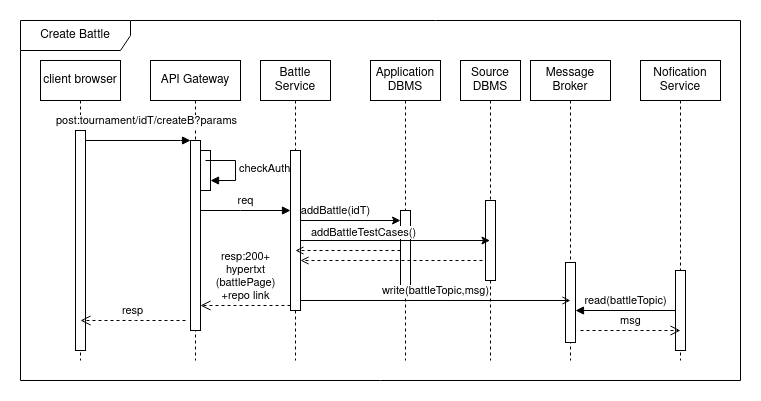 Create Battle
client browser
API Gateway
Battle
Service
Application
DBMS
Source
DBMS
Message
Broker
Nofication
Service
post:tournament/idT/createB?params
checkAuth
req
addBattle(idT)
addBattleTestCases()
resp:200+
hypertxt
(battlePage)
+repo link
write(battleTopic,msg)
read(battleTopic)
resp
msg